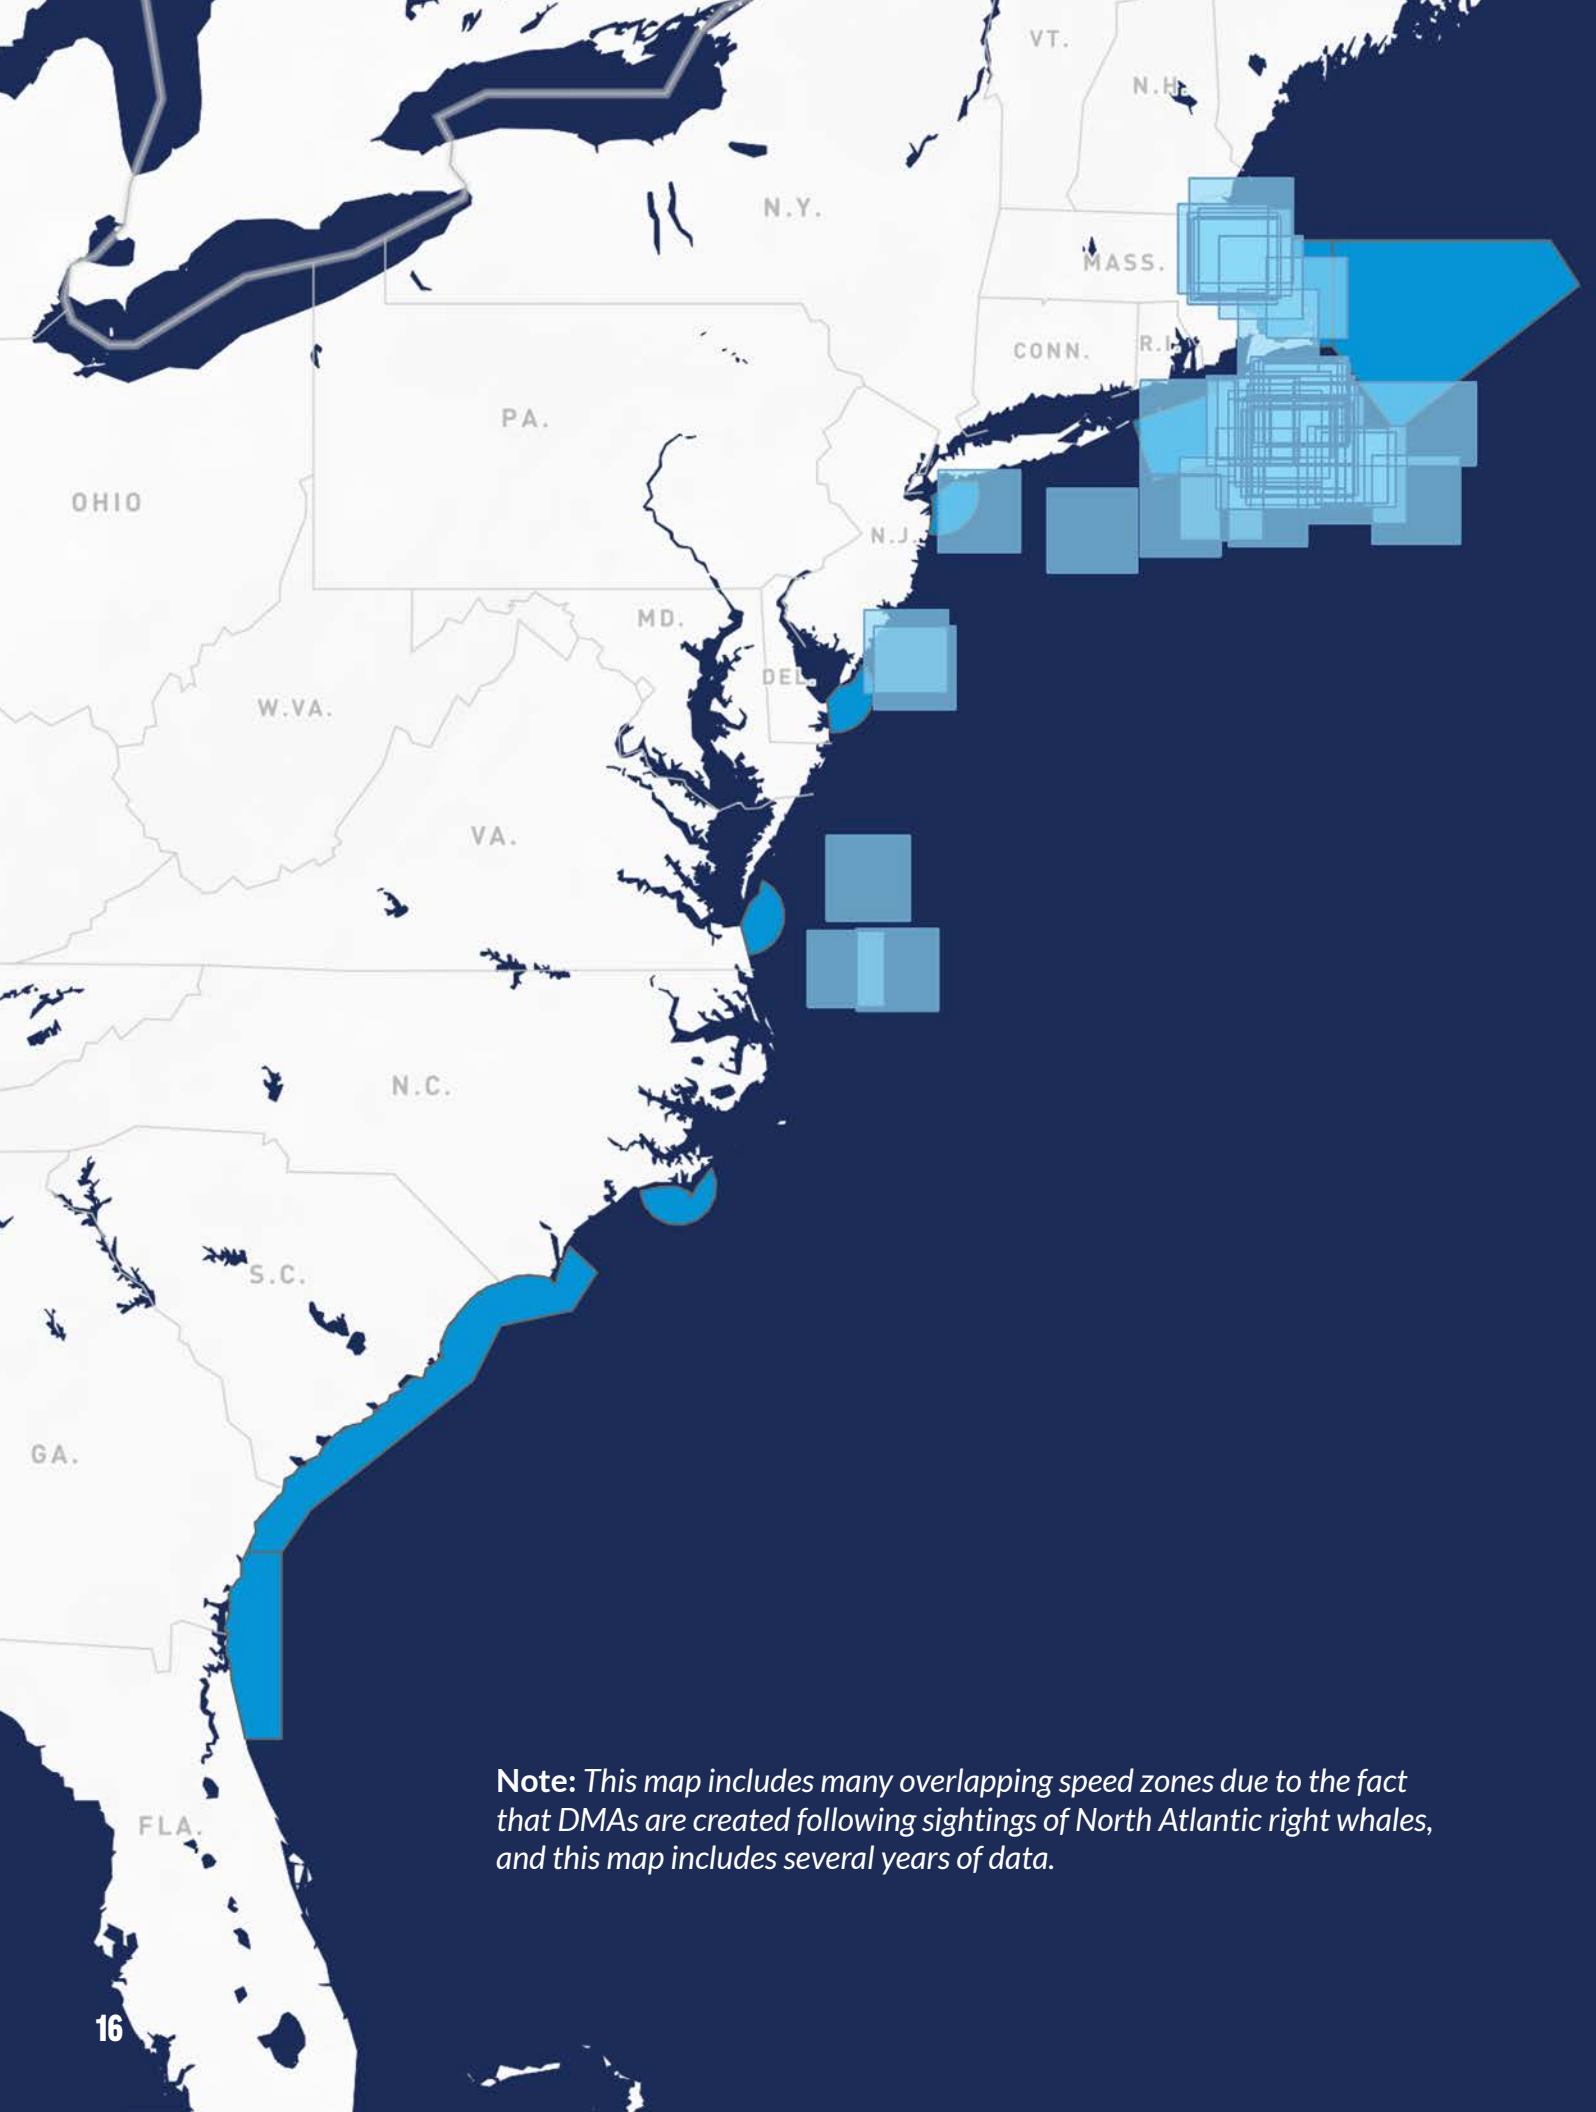 VT.
N.H.
N.Y.
MASS.
CONN.
R.I.
PA.
OHIO
N.J.
MD.
DEL.
W.VA.
VA.
N.C.
S.C.
GA.
Note: This map includes many overlapping speed zones due to the fact
that DMAs are created following sightings of North Atlantic right whales,
and this map includes several years of data.
FLA.
16